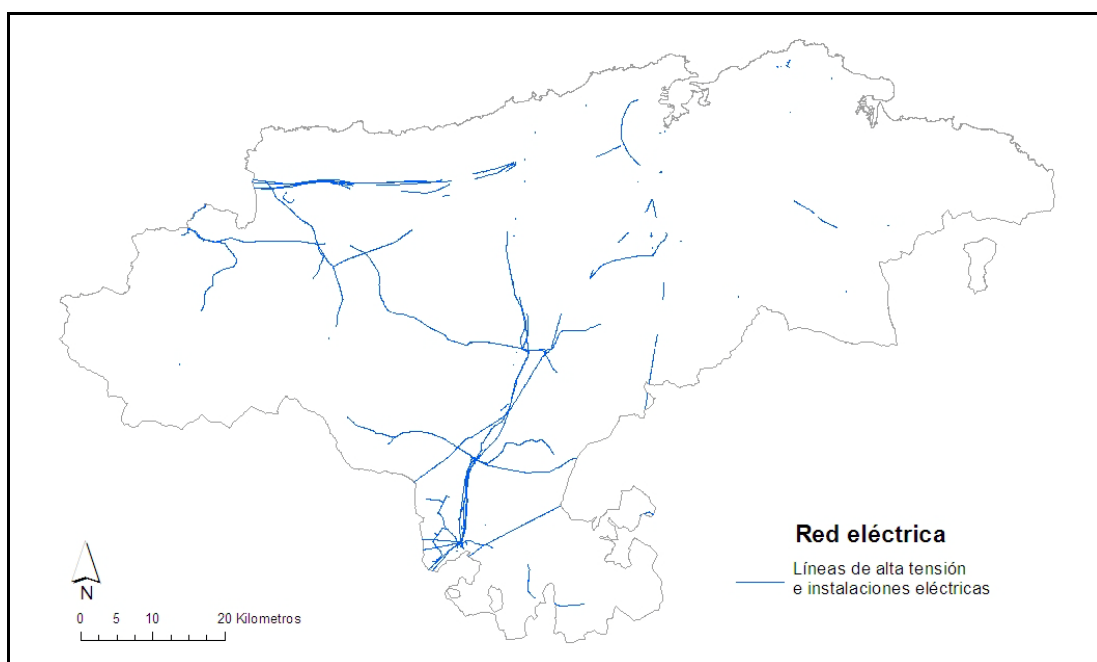 Red eléctrica
Líneas de alta tensión
e instalaciones eléctricas
N
0 5 10 20 Kilometros